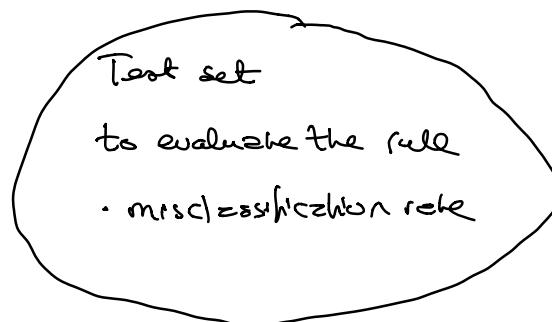 Test set
to evaluate the rule
· misclassification rate